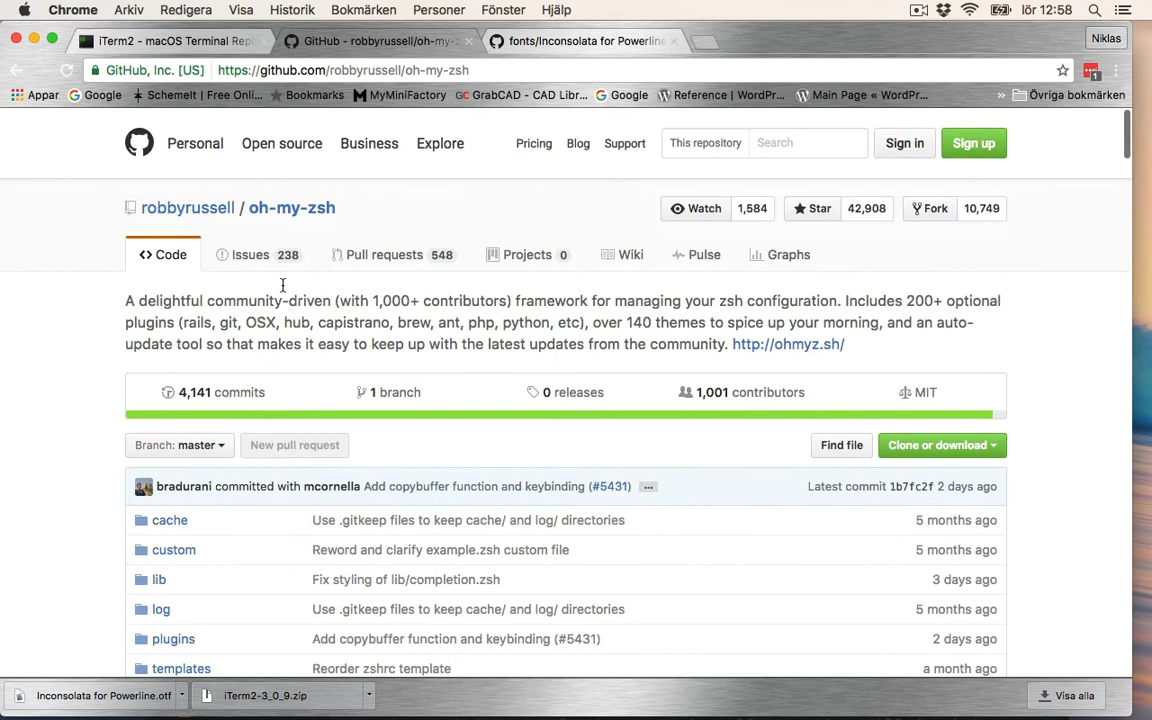 Chrome Arkiv Redigera Visa Historik Bokmärken Personer Fönster Hjälp lör 12:58
iTerm2 - macOS Terminal Repl GitHub - robbyrussell/oh-my-z fonts/Inconsolata for Powerline Niklas
GitHub, Inc. [US] https://github.com/robbyrussell/oh-my-zsh 1
Appar Google Schemelt | Free Onli... Bookmarks MyMiniFactory GC GrabCAD - CAD Libr... Google Reference | WordPr... Main Page « WordPr... » Övriga bokmärken
Personal Open source Business Explore Pricing Blog Support This repository Search Sign in Sign up
robbyrussell / oh-my-zsh Watch 1,584 Star 42,908 Fork 10,749
Code Issues 238 Pull requests 548 Projects 0 Wiki Pulse Graphs
A delightful community-driven (with 1,000+ contributors) framework for managing your zsh configuration. Includes 200+ optional
plugins (rails, git, OSX, hub, capistrano, brew, ant, php, python, etc), over 140 themes to spice up your morning, and an auto-
update tool so that makes it easy to keep up with the latest updates from the community. http://ohmyz.sh/
4,141 commits 1 branch 0 releases 1,001 contributors MIT
Branch: master New pull request Find file Clone or download
bradurani committed with mcornella Add copybuffer function and keybinding (#5431) ... Latest commit 1b7fc2f 2 days ago
cache Use .gitkeep files to keep cache/ and log/ directories 5 months ago
custom Reword and clarify example.zsh custom file 5 months ago
lib Fix styling of lib/completion.zsh 3 days ago
log Use .gitkeep files to keep cache/ and log/ directories 5 months ago
plugins Add copybuffer function and keybinding (#5431) 2 days ago
templates Reorder zshrc template a month ago
Inconsolata for Powerline.otf iTerm2-3_0_9.zip Visa alla